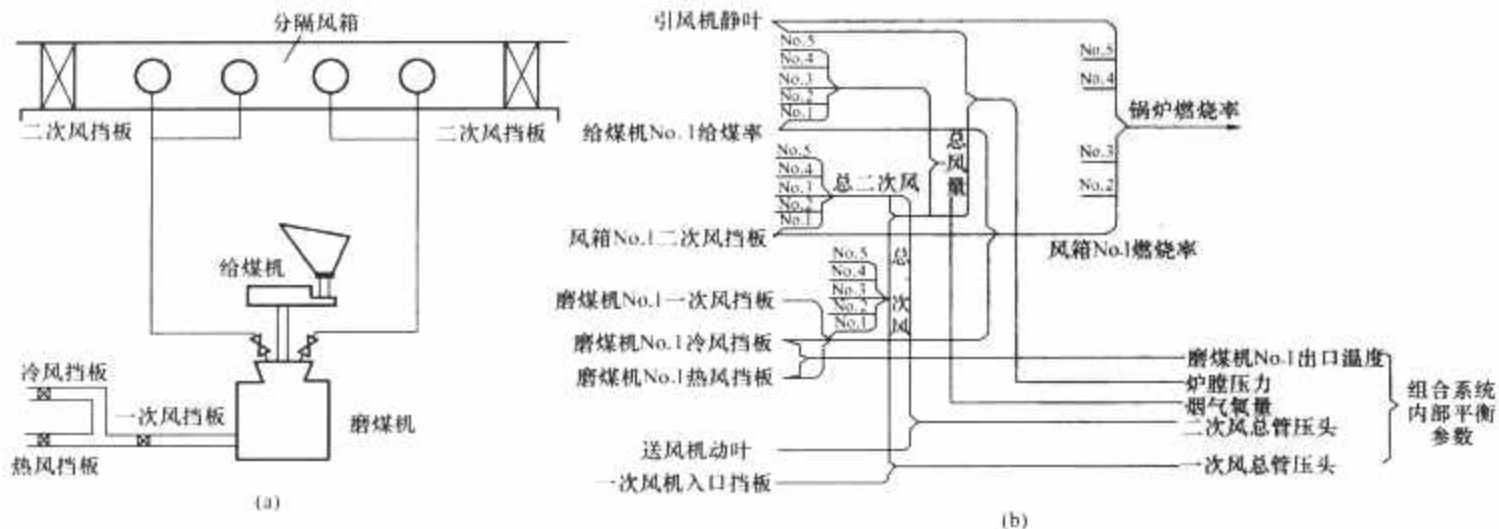 分隔风箱
二次风挡板
二次风挡板
给煤机
冷风挡板
一次风挡板
磨煤机
热风挡板
(a)
引风机静叶
No.5
No.4
No.3
No.2
No.1
给煤机No.1给煤率
No.5
No.4
No.3
No.2
No.1
总二次风
总风量
风箱No.1二次风挡板
No.5
No.4
No.3
No.2
No.1
总一次风
磨煤机No.1一次风挡板
磨煤机No.1冷风挡板
磨煤机No.1热风挡板
送风机动叶
一次风机入口挡板
No.5
No.4
No.3
No.2
锅炉燃烧率
风箱No.1燃烧率
磨煤机No.1出口温度
炉膛压力
烟气氧量
二次风总管压头
一次风总管压头
组合系统
内部平衡
参数
(b)